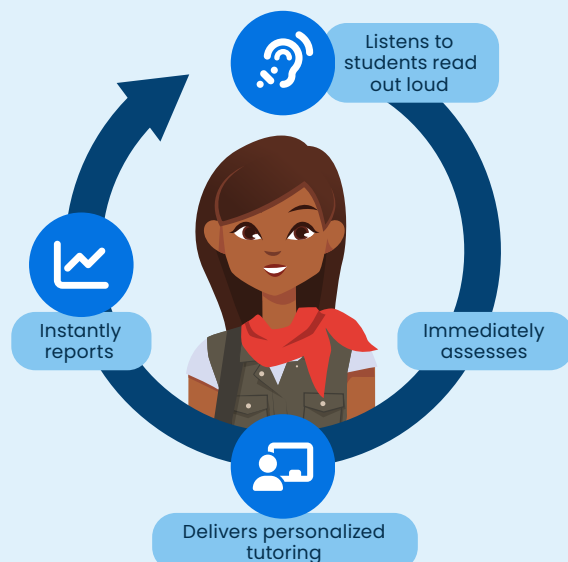 Listens to
students read
out loud
Immediately
assesses
Delivers personalized
tutoring
Instantly
reports